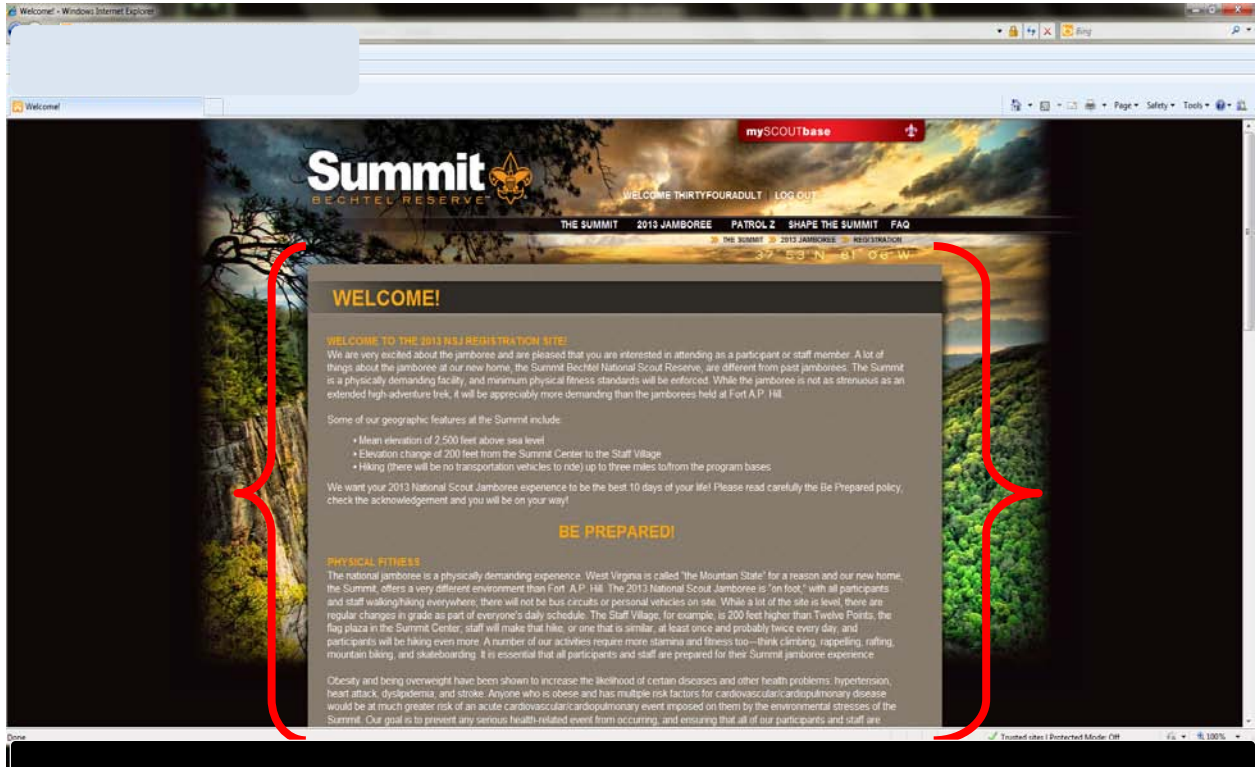 Welcome! - Windows Internet Explorer
Bing
Welcome!
Page Safety Tools
mySCOUTbase
Summit
BECHTEL RESERVE
WELCOME THIRTYFOURADULT | LOG OUT
THE SUMMIT 2013 JAMBOREE PATROL Z SHAPE THE SUMMIT FAQ
THE SUMMIT 2013 JAMBOREE REGISTRATION
37° 53' N 81° 06' W
WELCOME!
WELCOME TO THE 2013 NSJ REGISTRATION SITE!
We are very excited about the jamboree and are pleased that you are interested in attending as a participant or staff member. A lot of
things about the jamboree at our new home, the Summit Bechtel National Scout Reserve, are different from past jamborees. The Summit
is a physically demanding facility, and minimum physical fitness standards will be enforced. While the jamboree is not as strenuous as an
extended high-adventure trek, it will be appreciably more demanding than the jamborees held at Fort A.P. Hill.
Some of our geographic features at the Summit include:
• Mean elevation of 2,500 feet above sea level
• Elevation change of 200 feet from the Summit Center to the Staff Village
• Hiking (there will be no transportation vehicles to ride) up to three miles to/from the program bases
We want your 2013 National Scout Jamboree experience to be the best 10 days of your life! Please read carefully the Be Prepared policy,
check the acknowledgement and you will be on your way!
BE PREPARED!
PHYSICAL FITNESS
The national jamboree is a physically demanding experience. West Virginia is called "the Mountain State" for a reason and our new home,
the Summit, offers a very different environment than Fort A.P. Hill. The 2013 National Scout Jamboree is "on foot," with all participants
and staff walking/hiking everywhere; there will not be bus circuits or personal vehicles on site. While a lot of the site is level, there are
regular changes in grade as part of everyone's daily schedule. The Staff Village, for example, is 200 feet higher than Twelve Points, the
flag plaza in the Summit Center; staff will make that hike, or one that is similar, at least once and probably twice every day, and
participants will be hiking even more. A number of our activities require more stamina and fitness too—think climbing, rappelling, rafting,
mountain biking, and skateboarding. It is essential that all participants and staff are prepared for their Summit jamboree experience.
Obesity and being overweight have been shown to increase the likelihood of certain diseases and other health problems: hypertension,
heart attack, dyslipidemia, and stroke. Anyone who is obese and has multiple risk factors for cardiovascular/cardiopulmonary disease
would be at much greater risk of an acute cardiovascular/cardiopulmonary event imposed on them by the environmental stresses of the
Summit. Our goal is to prevent any serious health-related event from occurring, and ensuring that all of our participants and staff are
Done
Trusted sites | Protected Mode: Off
100%